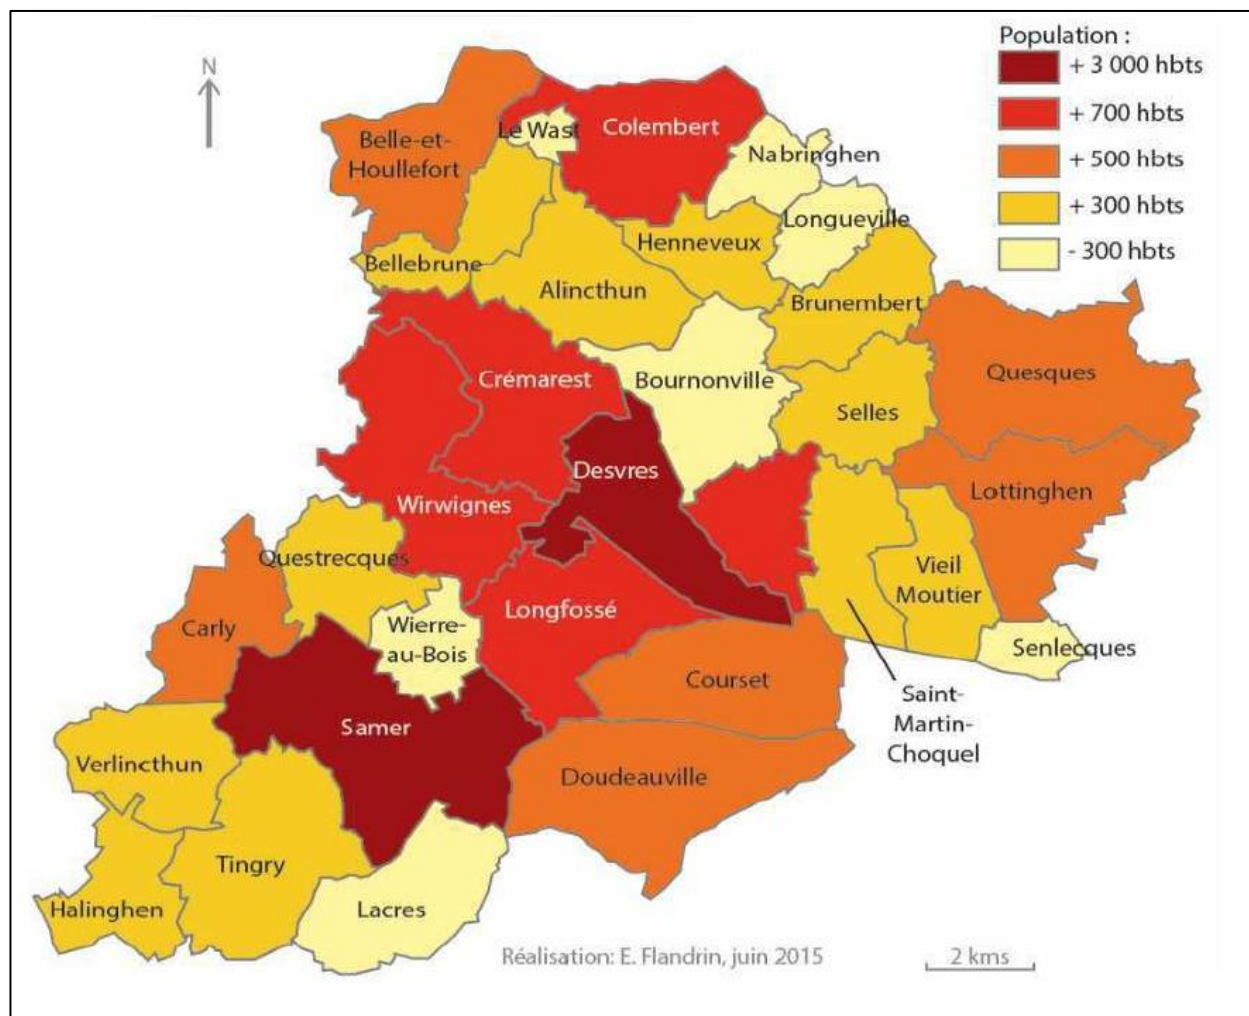 Population :
+ 3 000 hbts
+ 700 hbts
+ 500 hbts
+ 300 hbts
- 300 hbts
N
Le Wast
Colembert
Belle-et-
Houllefort
Nabringhen
Longueville
Henneveux
Bellebrune
Alincthun
Brunembert
Quesques
Crémarest
Bournonville
Selles
Desvres
Lottinghen
Wirwignes
Questrecques
Vieil
Moutier
Longfossé
Carly
Wierre-
au-Bois
Senlecques
Courset
Saint-
Martin-
Choquel
Samer
Verlincthun
Doudeauville
Tingry
Halinghen
Lacres
Réalisation: E. Flandrin, juin 2015
2 kms